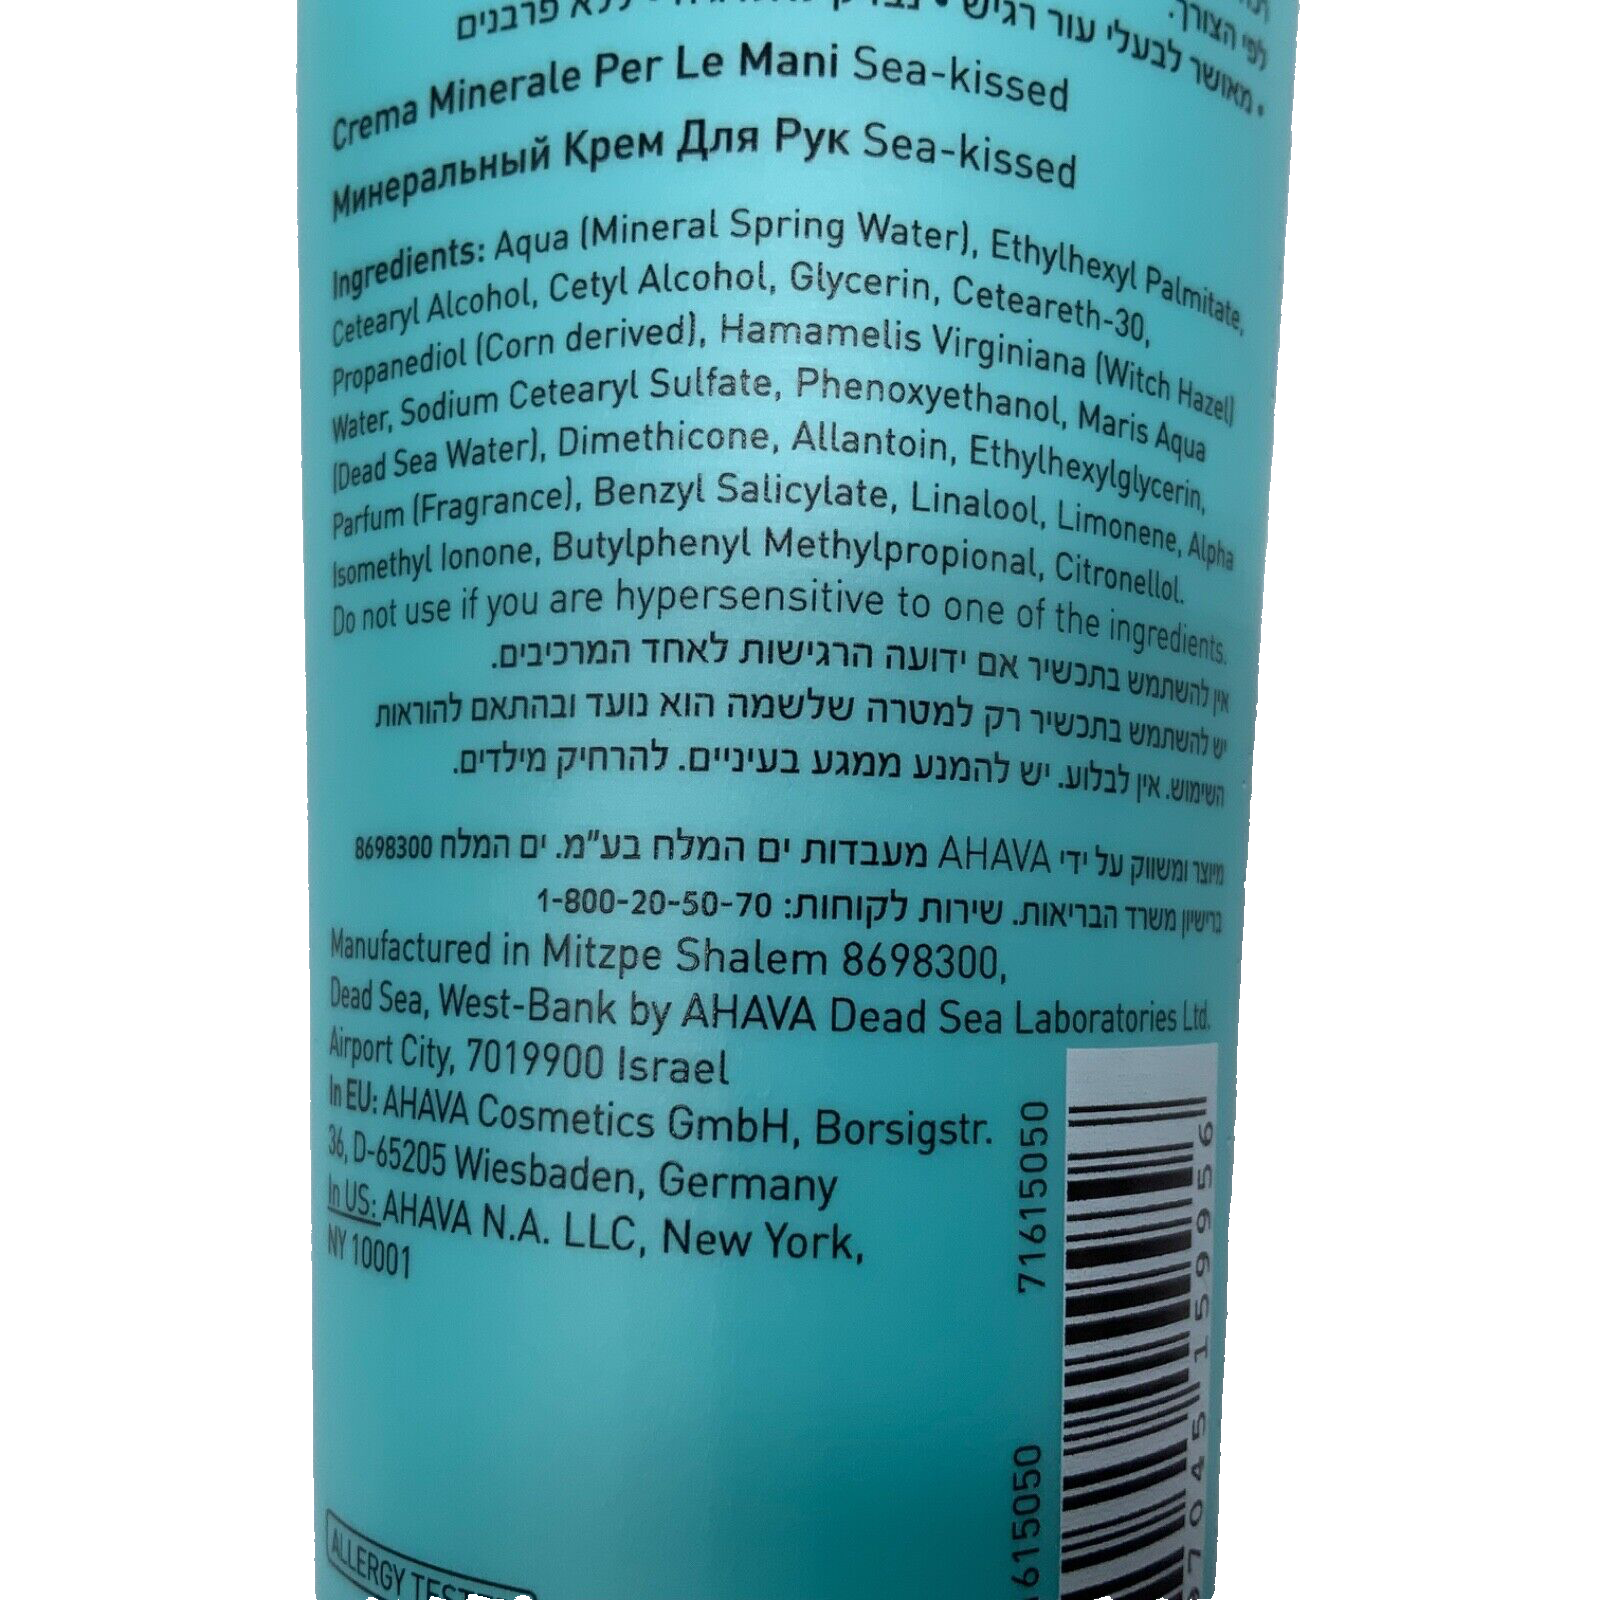 לפי הצורך.
• מאושר לבעלי עור רגיש • ללא פרבנים
Crema Minerale Per Le Mani Sea-kissed
Минеральный Крем Для Рук Sea-kissed
Ingredients: Aqua (Mineral Spring Water), Ethylhexyl Palmitate,
Cetearyl Alcohol, Cetyl Alcohol, Glycerin, Ceteareth-30,
Propanediol (Corn derived), Hamamelis Virginiana (Witch Hazel)
Water, Sodium Cetearyl Sulfate, Phenoxyethanol, Maris Aqua
(Dead Sea Water), Dimethicone, Allantoin, Ethylhexylglycerin,
Parfum (Fragrance), Benzyl Salicylate, Linalool, Limonene, Alpha
Isomethyl Ionone, Butylphenyl Methylpropional, Citronellol.
Do not use if you are hypersensitive to one of the ingredients.
אין להשתמש בתכשיר אם ידועה הרגישות לאחד המרכיבים.
יש להשתמש בתכשיר רק למטרה שלשמה הוא נועד ובהתאם להוראות
השימוש. אין לבלוע. יש להמנע ממגע בעיניים. להרחיק מילדים.
מיוצר ומשווק על ידי AHAVA מעבדות ים המלח בע״מ. ים המלח 8698300
ברישיון משרד הבריאות. שירות לקוחות: 1-800-20-50-70
Manufactured in Mitzpe Shalem 8698300,
Dead Sea, West-Bank by AHAVA Dead Sea Laboratories Ltd.
Airport City, 7019900 Israel
In EU: AHAVA Cosmetics GmbH, Borsigstr.
36, D-65205 Wiesbaden, Germany
In US: AHAVA N.A. LLC, New York,
NY 10001
71615050
615050
7045 159956
ALLERGY